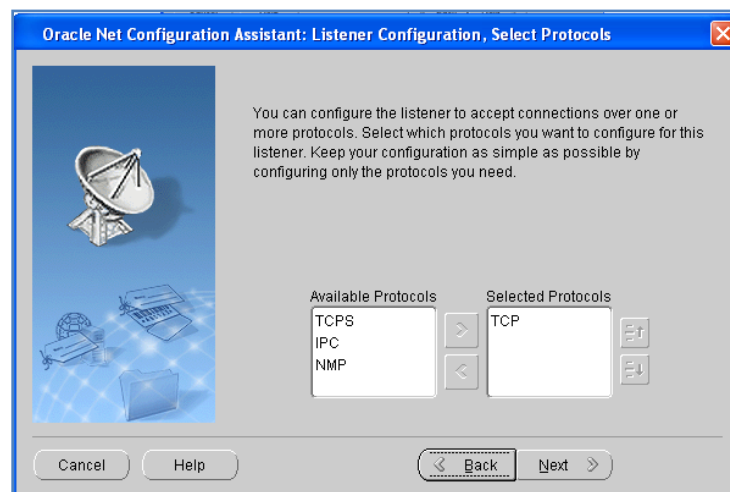 Oracle Net Configuration Assistant: Listener Configuration, Select Protocols
You can configure the listener to accept connections over one or
more protocols. Select which protocols you want to configure for this
listener. Keep your configuration as simple as possible by
configuring only the protocols you need.
Available Protocols
TCPS
IPC
NMP
Selected Protocols
TCP
Cancel
Help
Back
Next